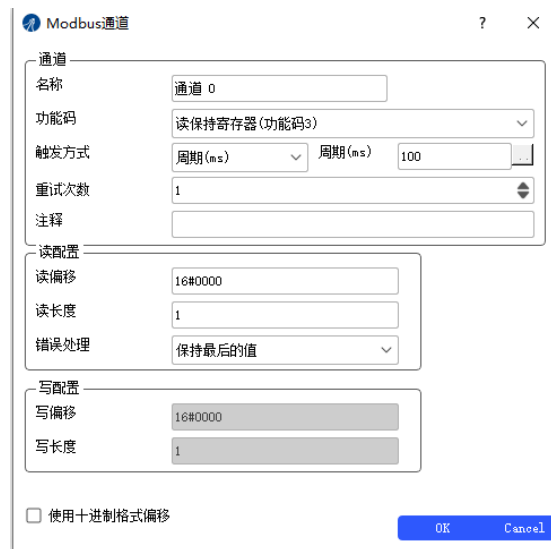 Modbus通道 ? ×
通道
名称 通道 0
功能码 读保持寄存器(功能码3)
触发方式 周期(ms) 周期(ms) 100 ...
重试次数 1
注释
读配置
读偏移 16#0000
读长度 1
错误处理 保持最后的值
写配置
写偏移 16#0000
写长度 1
使用十进制格式偏移
OK Cancel